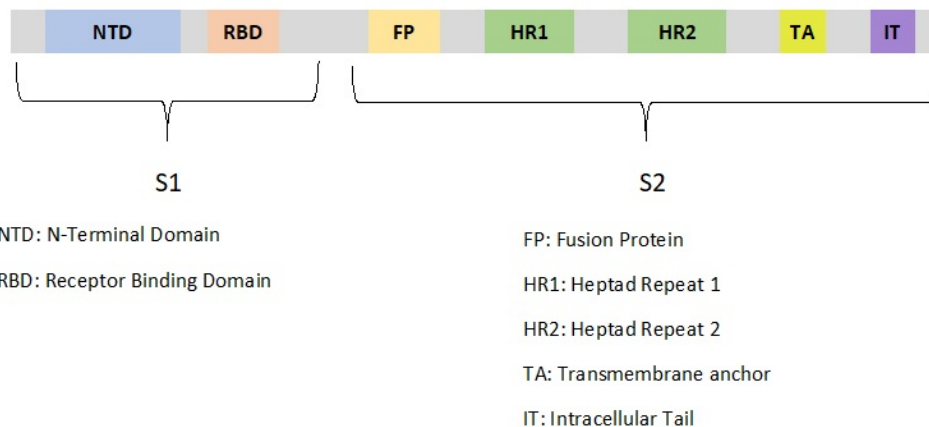 NTD RBD FP HR1 HR2 TA IT
S1 S2
NTD: N-Terminal Domain
RBD: Receptor Binding Domain
FP: Fusion Protein
HR1: Heptad Repeat 1
HR2: Heptad Repeat 2
TA: Transmembrane anchor
IT: Intracellular Tail